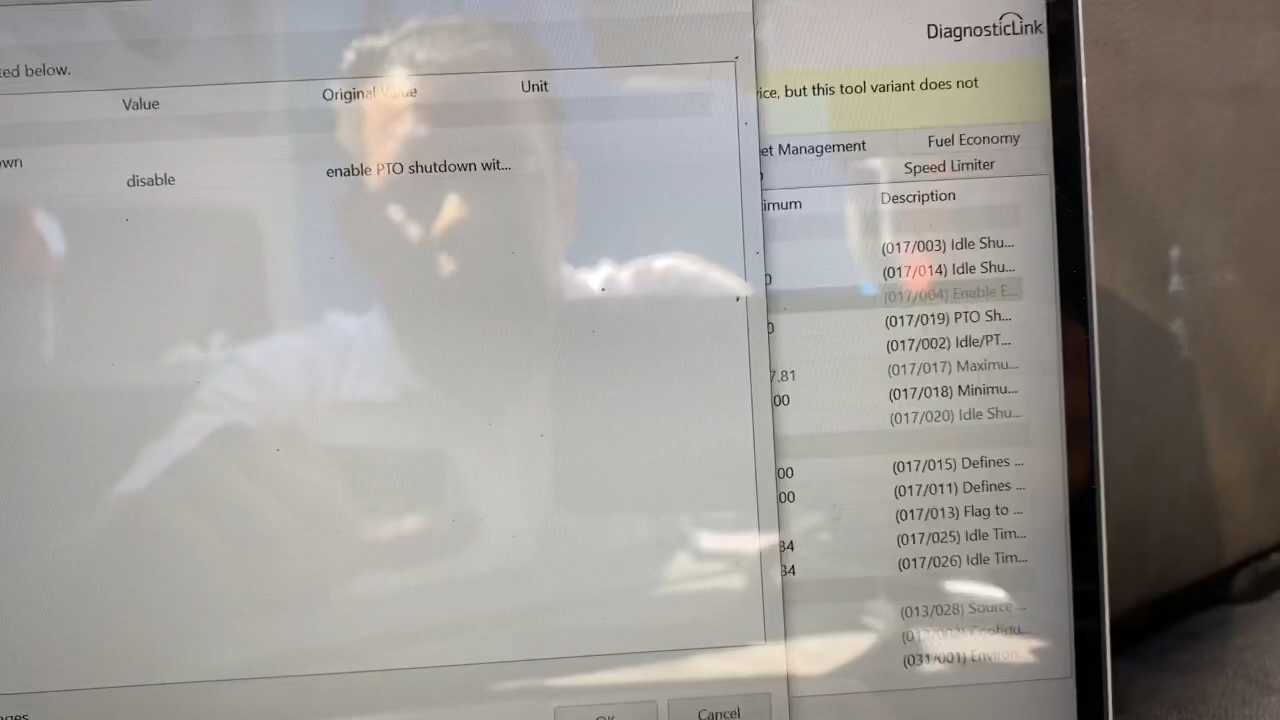 DiagnosticLink
ted below.
Value
Original Value
Unit
own
disable
enable PTO shutdown wit...
ice, but this tool variant does not
et Management
Fuel Economy
Speed Limiter
imum
Description
(017/003) Idle Shu...
(017/014) Idle Shu...
(017/004) Enable E...
(017/019) PTO Sh...
(017/002) Idle/PT...
7.81
(017/017) Maximu...
00
(017/018) Minimu...
(017/020) Idle Shu...
00
(017/015) Defines ...
00
(017/011) Defines ...
(017/013) Flag to ...
34
(017/025) Idle Tim...
34
(017/026) Idle Tim...
(013/028) Source ...
(031/001) Environ...
OK
Cancel